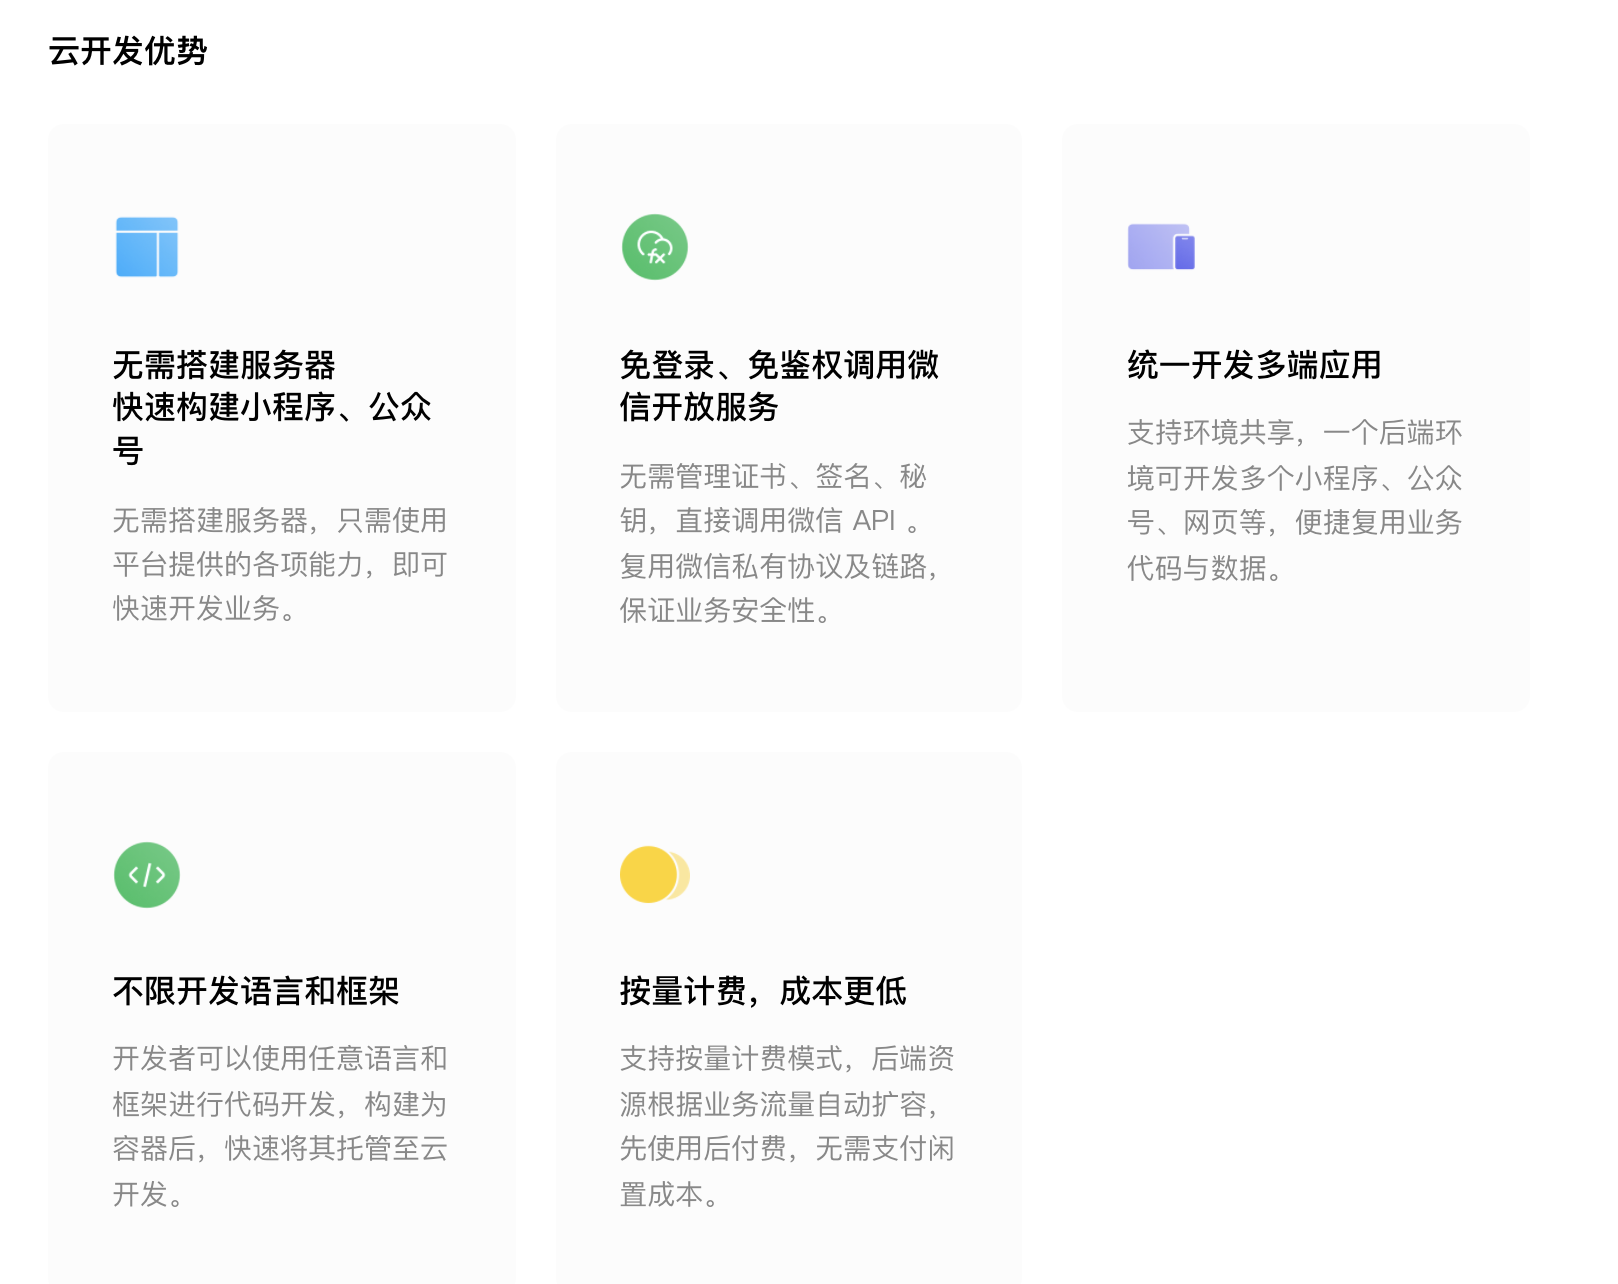 云开发优势
无需搭建服务器
快速构建小程序、公众
号
无需搭建服务器，只需使用
平台提供的各项能力，即可
快速开发业务。
免登录、免鉴权调用微
信开放服务
无需管理证书、签名、秘
钥，直接调用微信 API 。
复用微信私有协议及链路，
保证业务安全性。
统一开发多端应用
支持环境共享，一个后端环
境可开发多个小程序、公众
号、网页等，便捷复用业务
代码与数据。
不限开发语言和框架
开发者可以使用任意语言和
框架进行代码开发，构建为
容器后，快速将其托管至云
开发。
按量计费，成本更低
支持按量计费模式，后端资
源根据业务流量自动扩容，
先使用后付费，无需支付闲
置成本。